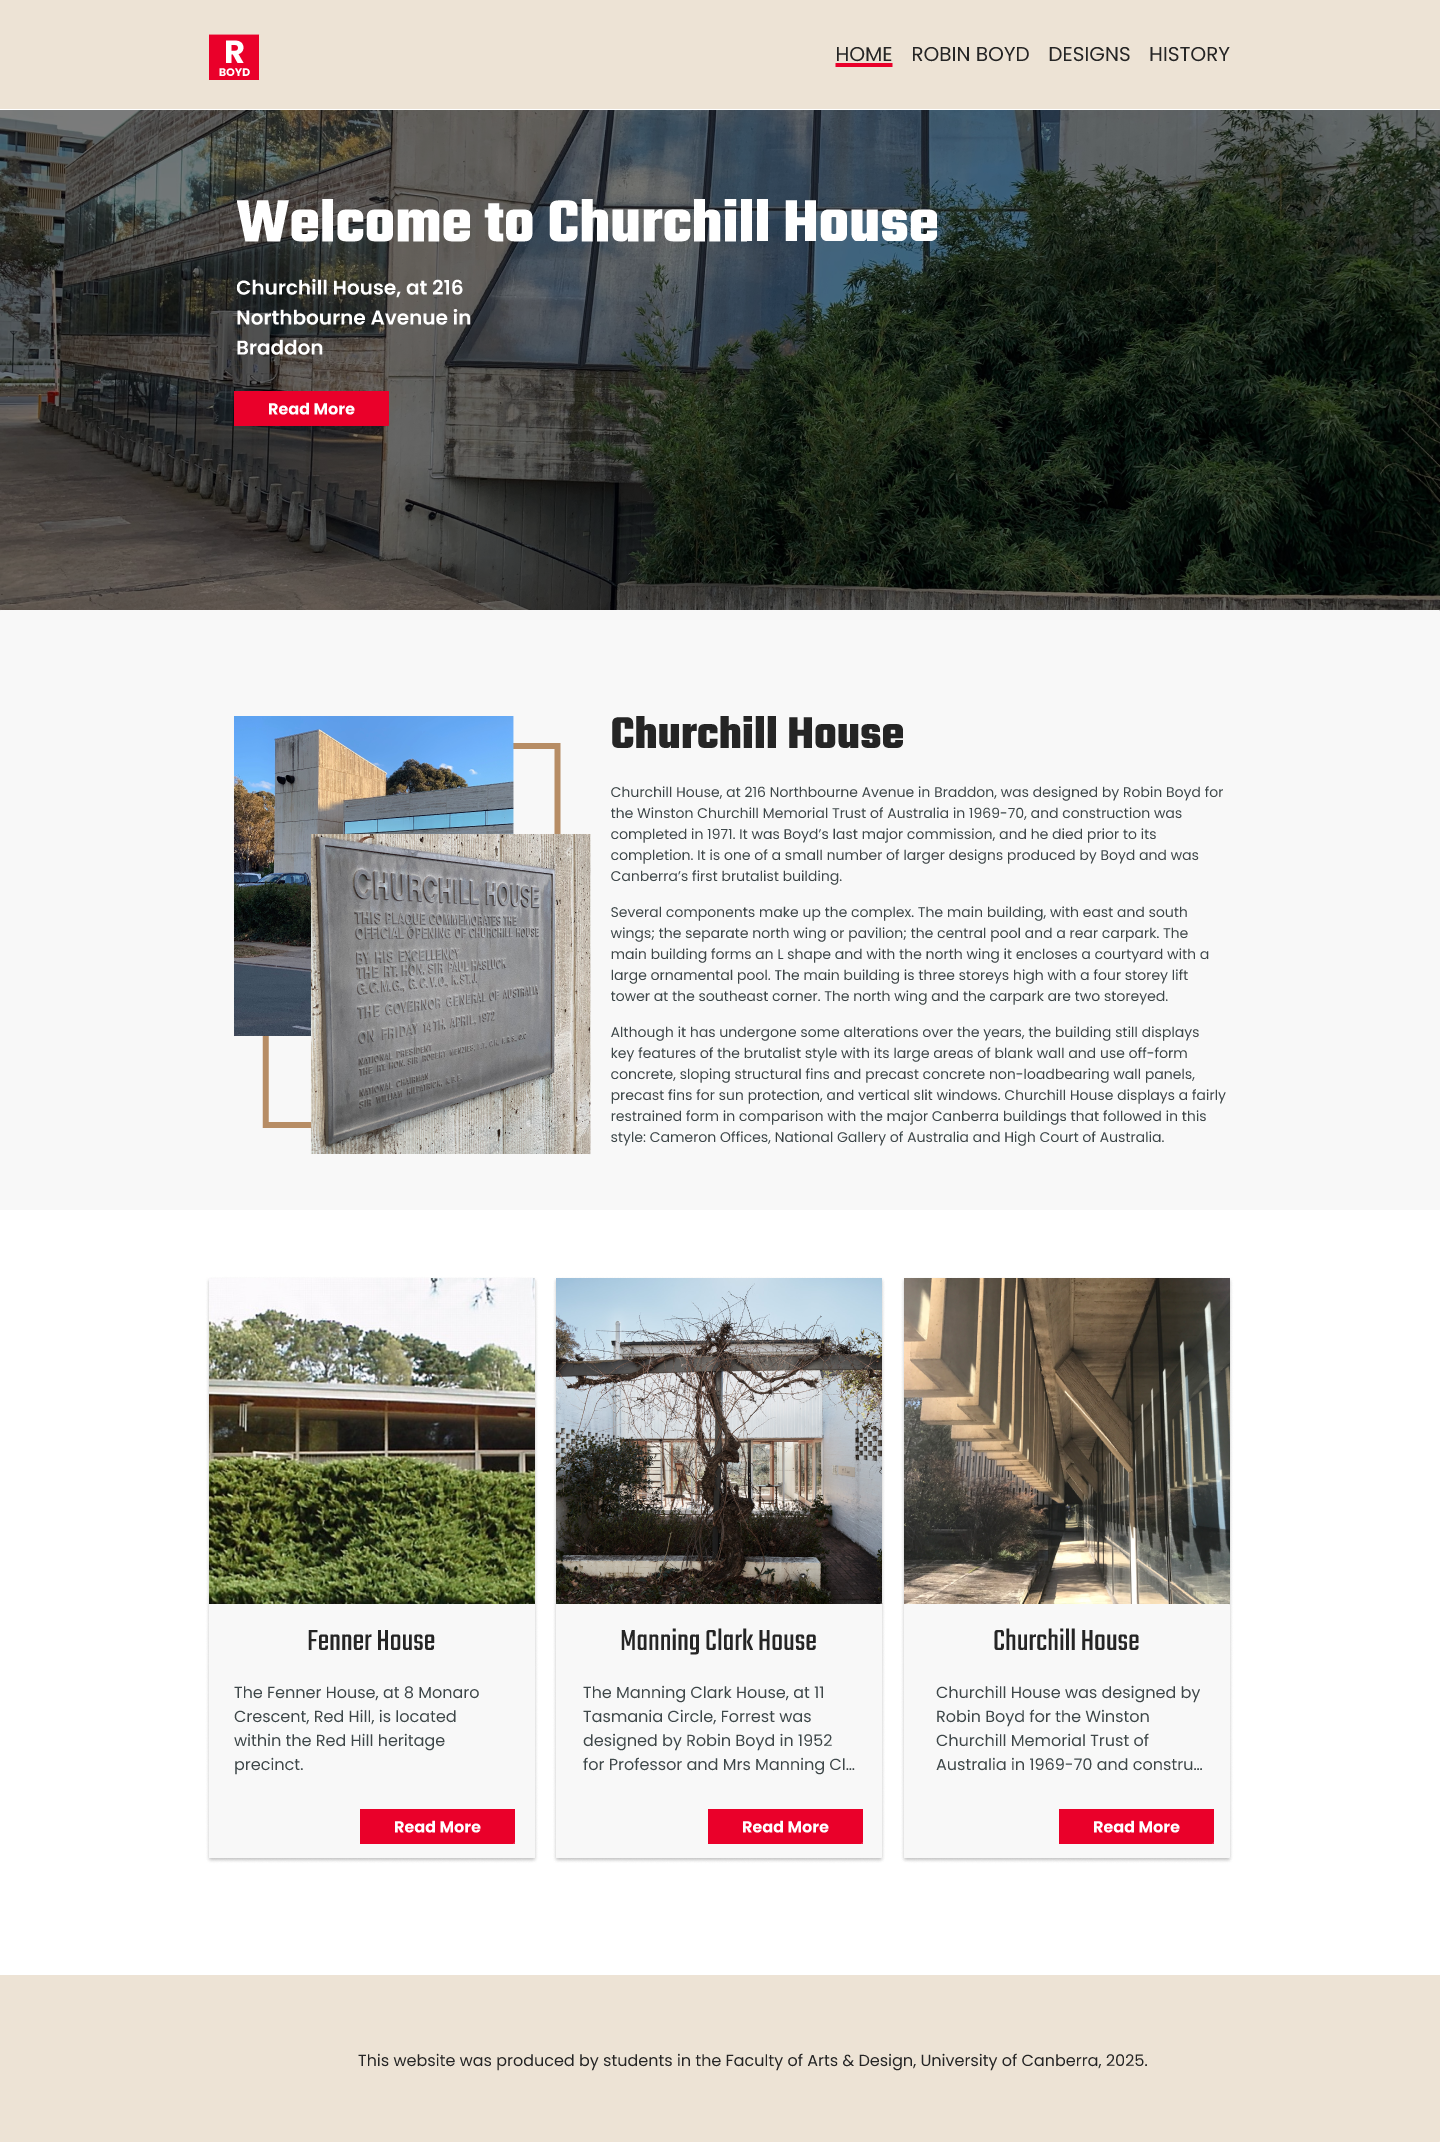 R
BOYD
HOME ROBIN BOYD DESIGNS HISTORY
Welcome to Churchill House
Churchill House, at 216
Northbourne Avenue in
Braddon
Read More
CHURCHILL HOUSE
THIS PLAQUE COMMEMORATES THE
OFFICIAL OPENING OF CHURCHILL HOUSE
BY HIS EXCELLENCY
THE RT. HON. SIR PAUL HASLUCK
G.C.M.G., G.C.V.O., K.ST.J.
THE GOVERNOR GENERAL OF AUSTRALIA
ON FRIDAY 14TH. APRIL. 1972
NATIONAL PRESIDENT
THE RT. HON. SIR ROBERT MENZIES
NATIONAL CHAIRMAN
SIR WILLIAM KILPATRICK, K.B.E.
Churchill House
Churchill House, at 216 Northbourne Avenue in Braddon, was designed by Robin Boyd for
the Winston Churchill Memorial Trust of Australia in 1969-70, and construction was
completed in 1971. It was Boyd’s last major commission, and he died prior to its
completion. It is one of a small number of larger designs produced by Boyd and was
Canberra’s first brutalist building.
Several components make up the complex. The main building, with east and south
wings; the separate north wing or pavilion; the central pool and a rear carpark. The
main building forms an L shape and with the north wing it encloses a courtyard with a
large ornamental pool. The main building is three storeys high with a four storey lift
tower at the southeast corner. The north wing and the carpark are two storeyed.
Although it has undergone some alterations over the years, the building still displays
key features of the brutalist style with its large areas of blank wall and use off-form
concrete, sloping structural fins and precast concrete non-loadbearing wall panels,
precast fins for sun protection, and vertical slit windows. Churchill House displays a fairly
restrained form in comparison with the major Canberra buildings that followed in this
style: Cameron Offices, National Gallery of Australia and High Court of Australia.
Fenner House
The Fenner House, at 8 Monaro
Crescent, Red Hill, is located
within the Red Hill heritage
precinct.
Read More
Manning Clark House
The Manning Clark House, at 11
Tasmania Circle, Forrest was
designed by Robin Boyd in 1952
for Professor and Mrs Manning Cl...
Read More
Churchill House
Churchill House was designed by
Robin Boyd for the Winston
Churchill Memorial Trust of
Australia in 1969-70 and constru...
Read More
This website was produced by students in the Faculty of Arts & Design, University of Canberra, 2025.